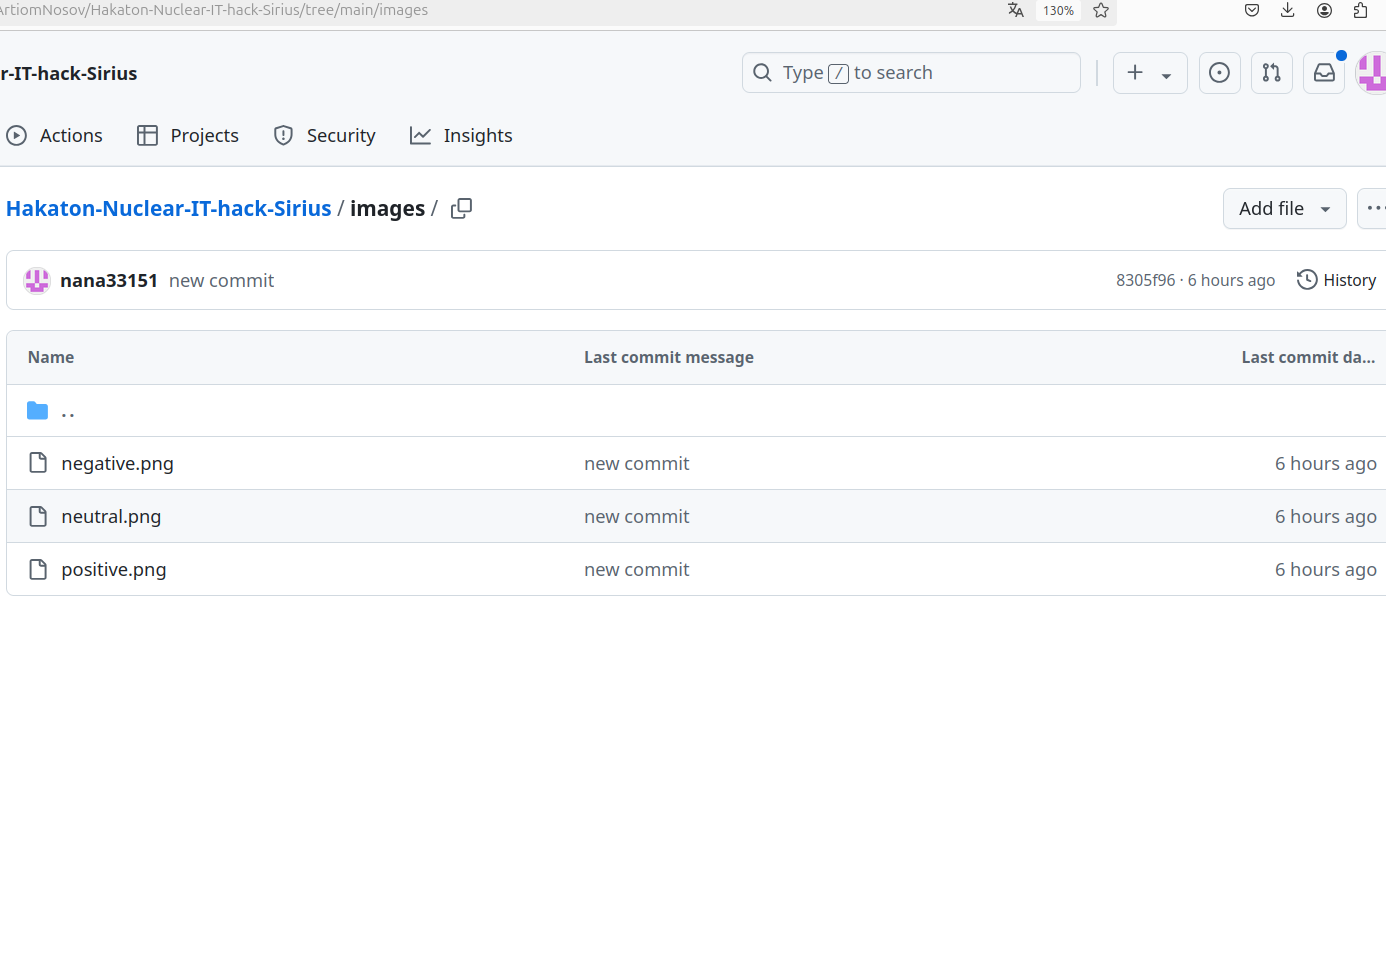 ArtiomNosov/Hakaton-Nuclear-IT-hack-Sirius/tree/main/images 130%
r-IT-hack-Sirius Type / to search
Actions Projects Security Insights
Hakaton-Nuclear-IT-hack-Sirius / images / Add file
nana33151 new commit 8305f96 · 6 hours ago History
Name Last commit message Last commit da...
..
negative.png new commit 6 hours ago
neutral.png new commit 6 hours ago
positive.png new commit 6 hours ago